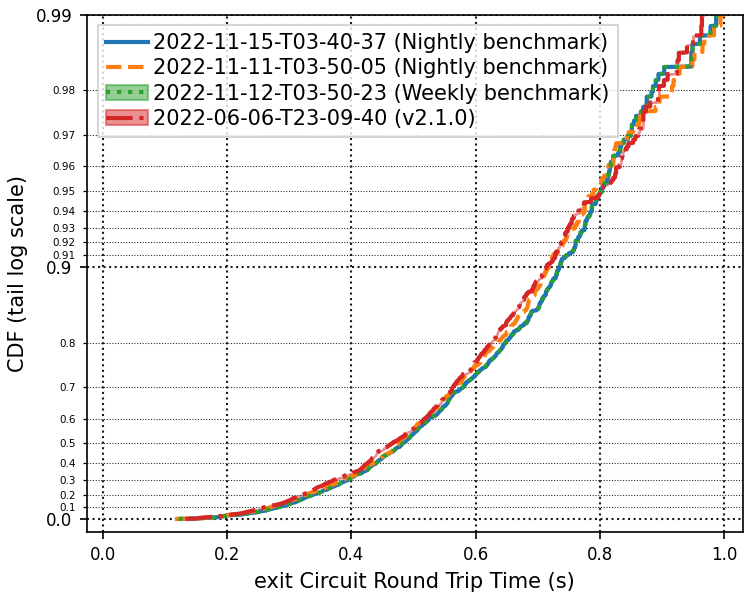 2022-11-15-T03-40-37 (Nightly benchmark)
2022-11-11-T03-50-05 (Nightly benchmark)
2022-11-12-T03-50-23 (Weekly benchmark)
2022-06-06-T23-09-40 (v2.1.0)
CDF (tail log scale)
0.99
0.98
0.97
0.96
0.95
0.94
0.93
0.92
0.91
0.9
0.8
0.7
0.6
0.5
0.4
0.3
0.2
0.1
0.0
0.0 0.2 0.4 0.6 0.8 1.0
exit Circuit Round Trip Time (s)